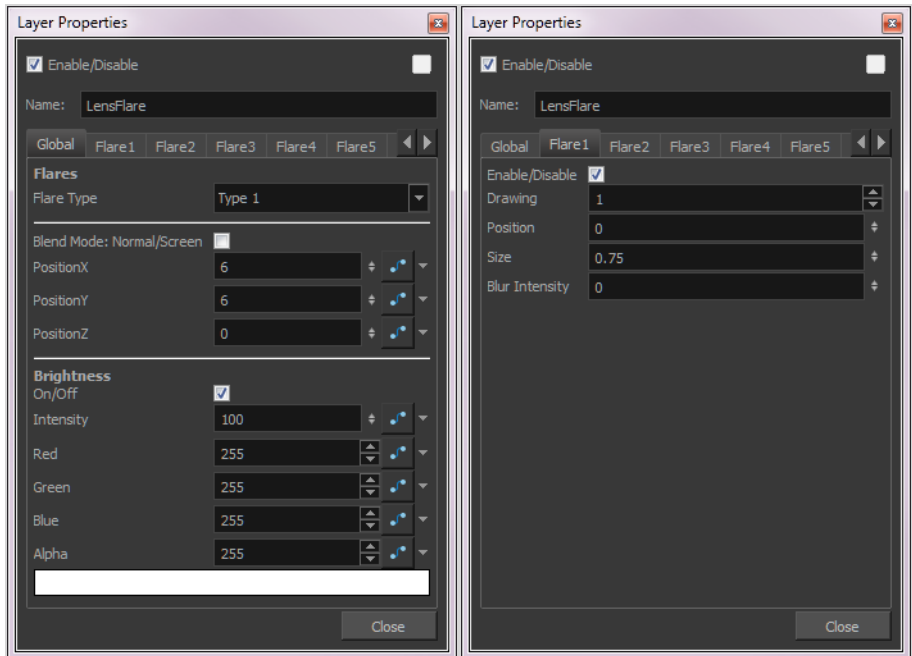 Layer Properties
Enable/Disable
Name: LensFlare
Global Flare1 Flare2 Flare3 Flare4 Flare5
Flares
Flare Type Type 1
Blend Mode: Normal/Screen
PositionX 6
PositionY 6
PositionZ 0
Brightness
On/Off
Intensity 100
Red 255
Green 255
Blue 255
Alpha 255
Close
Layer Properties
Enable/Disable
Name: LensFlare
Global Flare1 Flare2 Flare3 Flare4 Flare5
Enable/Disable
Drawing 1
Position 0
Size 0.75
Blur Intensity 0
Close